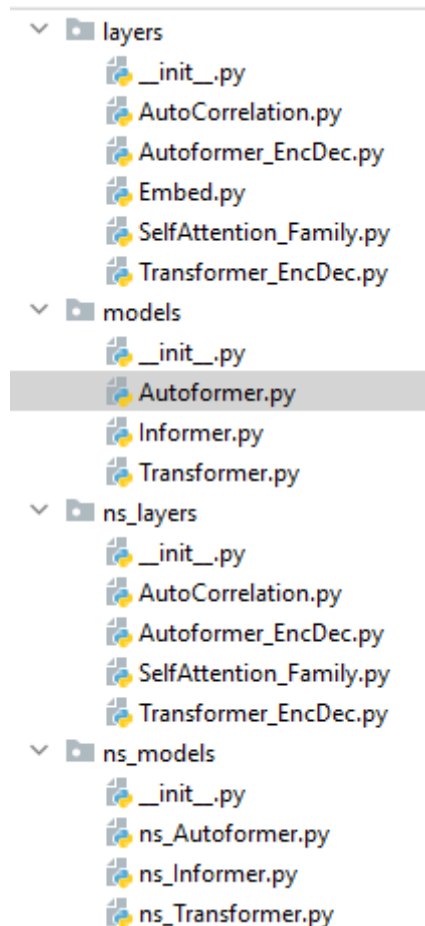 layers
__init__.py
AutoCorrelation.py
Autoformer_EncDec.py
Embed.py
SelfAttention_Family.py
Transformer_EncDec.py
models
__init__.py
Autoformer.py
Informer.py
Transformer.py
ns_layers
__init__.py
AutoCorrelation.py
Autoformer_EncDec.py
SelfAttention_Family.py
Transformer_EncDec.py
ns_models
__init__.py
ns_Autoformer.py
ns_Informer.py
ns_Transformer.py